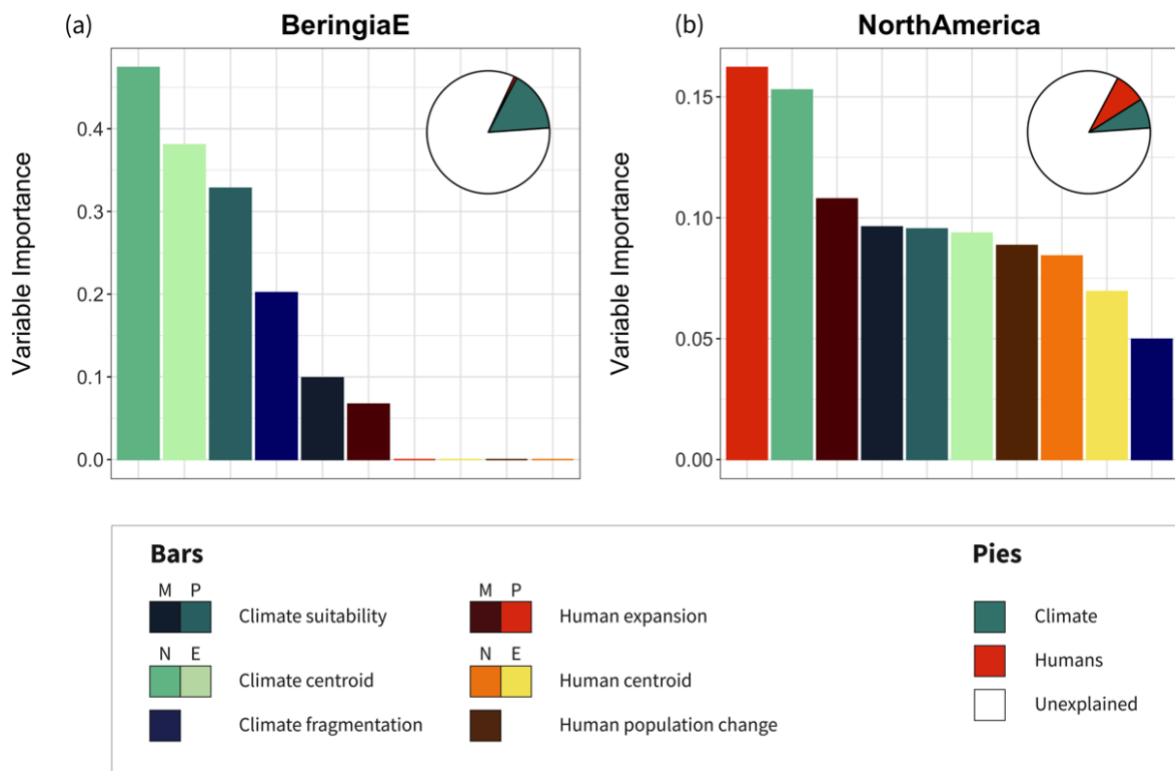 (a) BeringiaE
Variable Importance
0.4
0.3
0.2
0.1
0.0
(b) NorthAmerica
Variable Importance
0.15
0.10
0.05
0.00
Bars
M P
Climate suitability
N E
Climate centroid
Climate fragmentation
M P
Human expansion
N E
Human centroid
Human population change
Pies
Climate
Humans
Unexplained